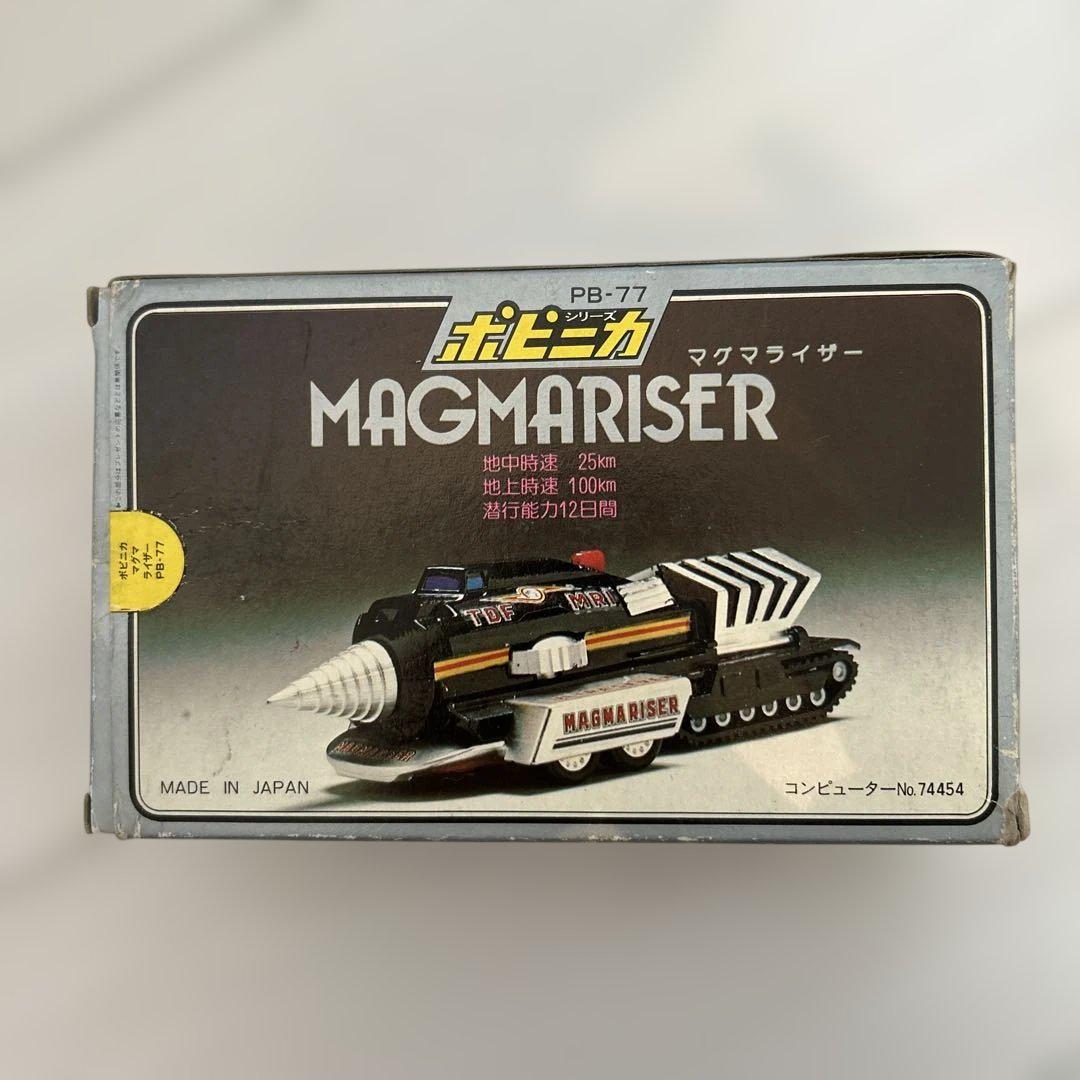 PB-77
ポピニカ
シリーズ
マグマライザー
MAGMARISER
地中時速 25km
地上時速 100km
潜行能力12日間
ポピニカ
マグマ
ライザー
PB-77
TDF MR1
MAGMARISER
MAGMARISER
MADE IN JAPAN
コンピューターNo.74454